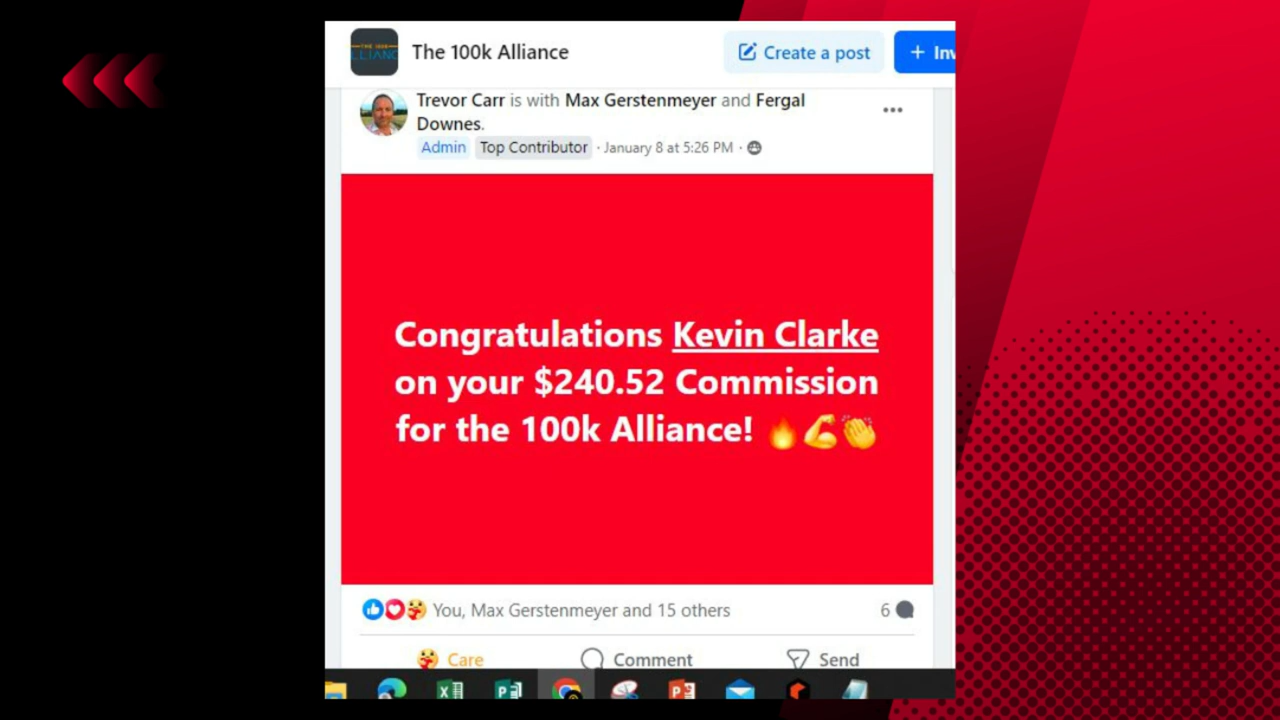 The 100k Alliance
Create a post
+ Inv
Trevor Carr is with Max Gerstenmeyer and Fergal
Downes.
Admin Top Contributor · January 8 at 5:26 PM ·
Congratulations Kevin Clarke
on your $240.52 Commission
for the 100k Alliance! 🔥💪👏
You, Max Gerstenmeyer and 15 others
6
Care
Comment
Send